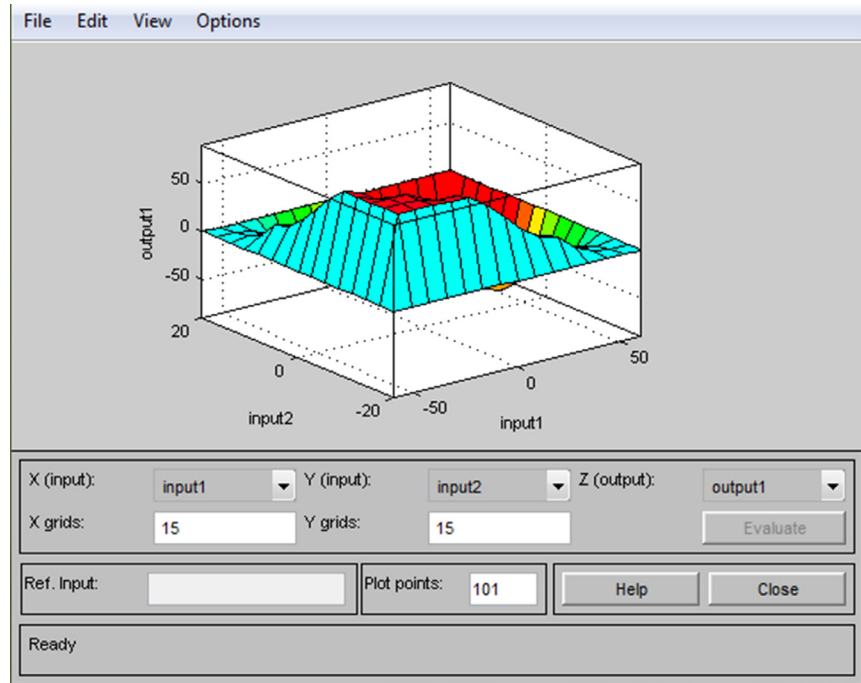 File Edit View Options
50
0
-50
output1
20
0
-20
input2
-50
0
50
input1
X (input): input1 Y (input): input2 Z (output): output1
X grids: 15 Y grids: 15 Evaluate
Ref. Input: Plot points: 101 Help Close
Ready